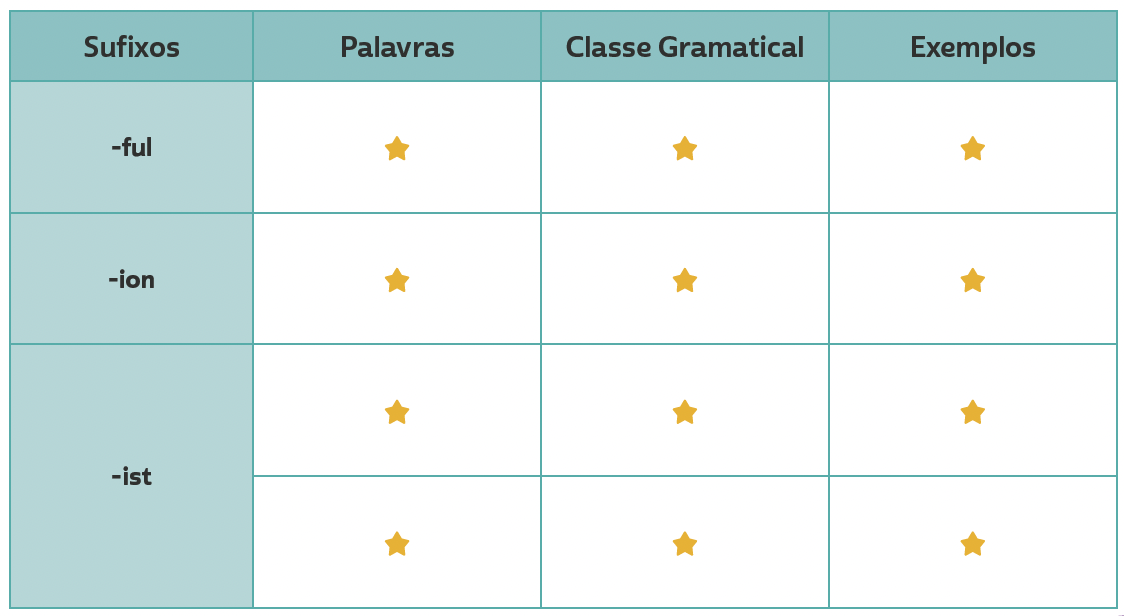 Sufixos Palavras Classe Gramatical Exemplos
-ful
-ion
-ist